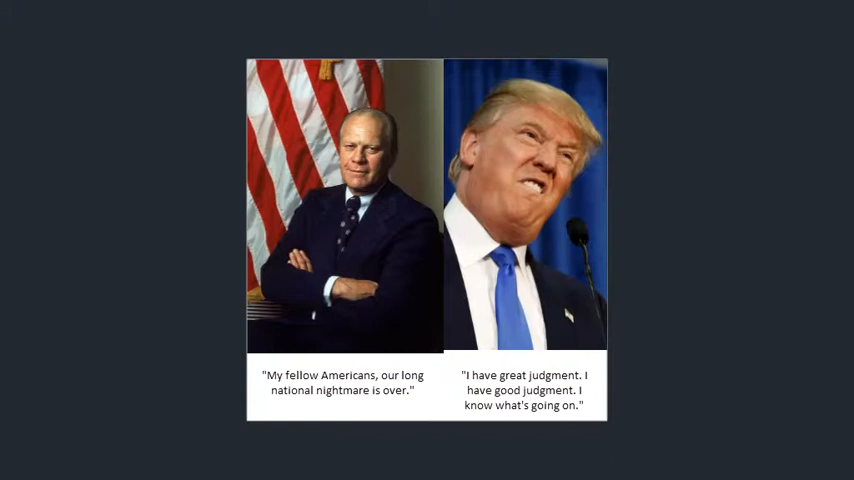 "My fellow Americans, our long
national nightmare is over."
"I have great judgment. I
have good judgment. I
know what's going on."